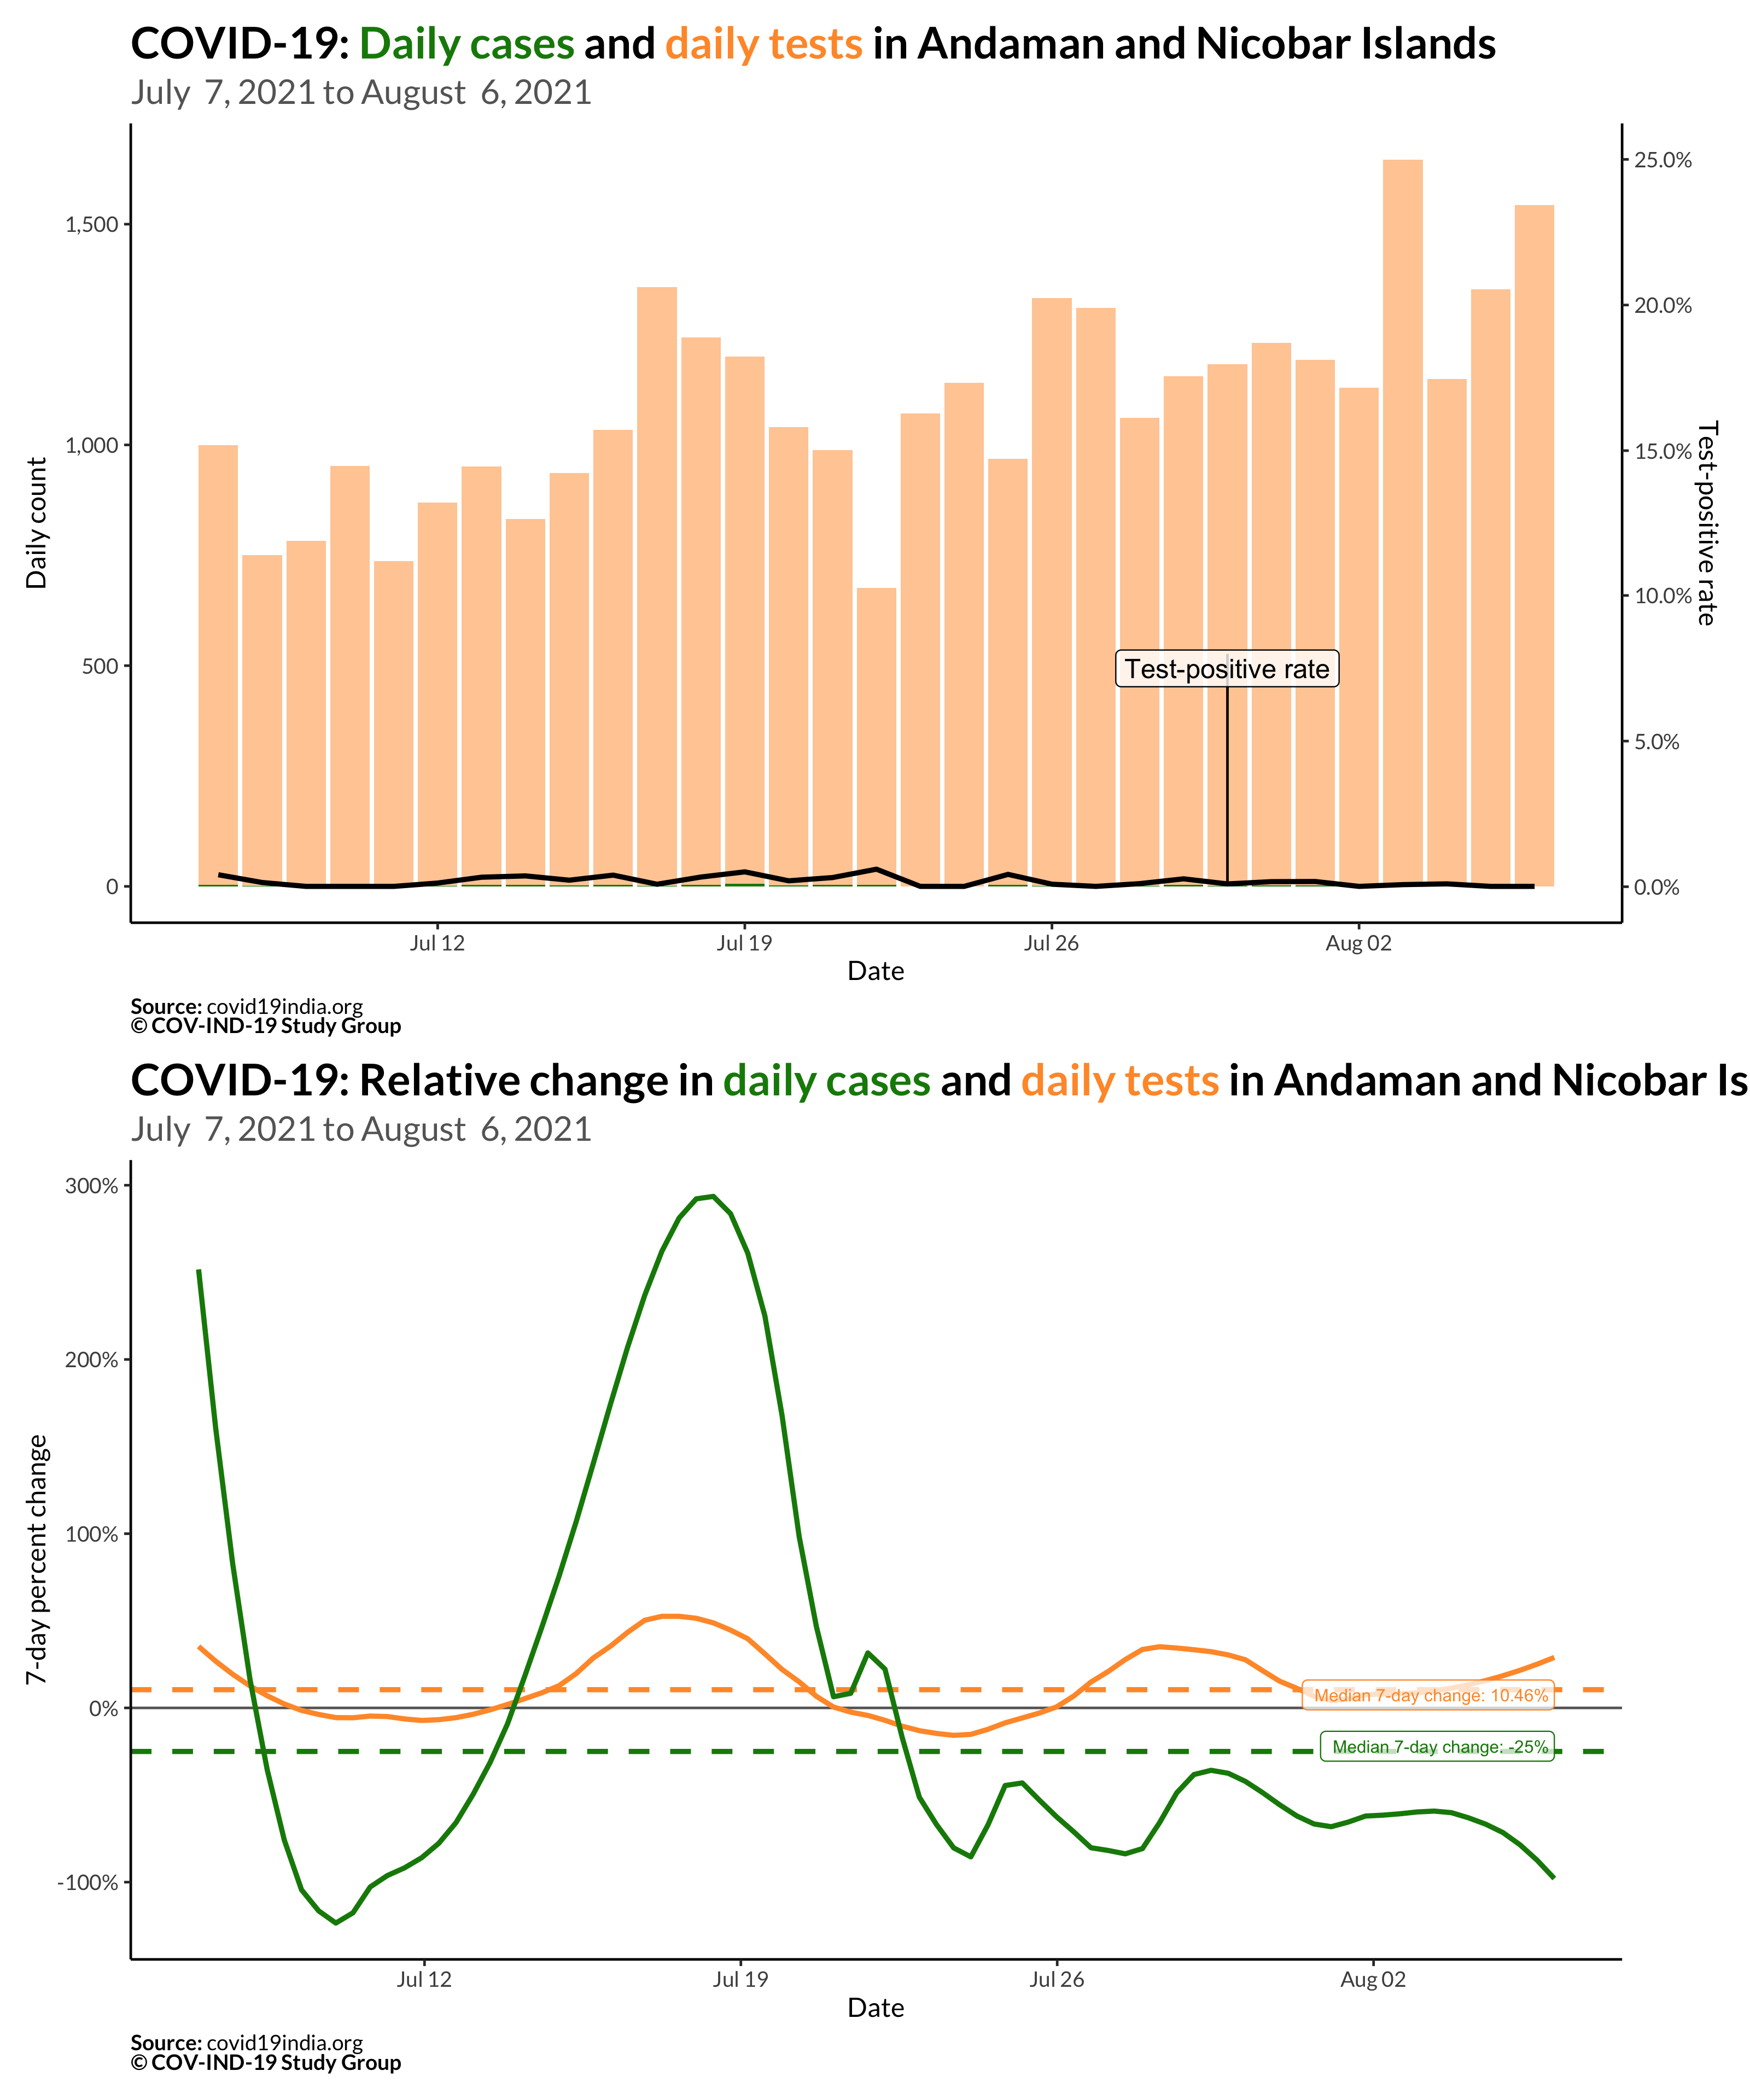 COVID-19: Daily cases and daily tests in Andaman and Nicobar Islands
July 7, 2021 to August 6, 2021
1,500
1,000
500
0
Daily count
25.0%
20.0%
15.0%
10.0%
5.0%
0.0%
Test-positive rate
Test-positive rate
Jul 12
Jul 19
Jul 26
Aug 02
Date
Source: covid19india.org
© COV-IND-19 Study Group
COVID-19: Relative change in daily cases and daily tests in Andaman and Nicobar Is
July 7, 2021 to August 6, 2021
300%
200%
100%
0%
-100%
7-day percent change
Median 7-day change: 10.46%
Median 7-day change: -25%
Jul 12
Jul 19
Jul 26
Aug 02
Date
Source: covid19india.org
© COV-IND-19 Study Group